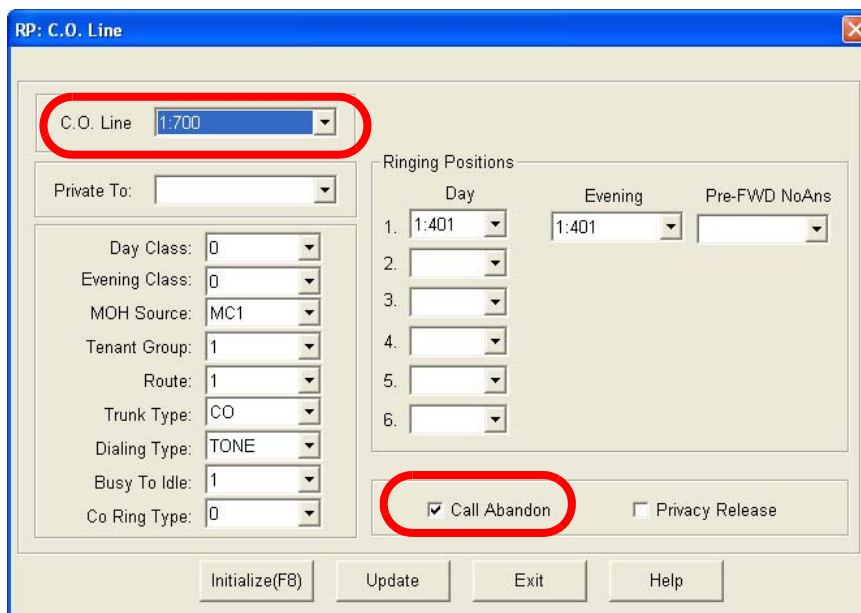 RP: C.O. Line
C.O. Line 1:700
Private To:
Day Class: 0
Evening Class: 0
MOH Source: MC1
Tenant Group: 1
Route: 1
Trunk Type: CO
Dialing Type: TONE
Busy To Idle: 1
Co Ring Type: 0
Ringing Positions
Day Evening Pre-FWD NoAns
1. 1:401 1:401
2.
3.
4.
5.
6.
Call Abandon Privacy Release
Initialize(F8) Update Exit Help